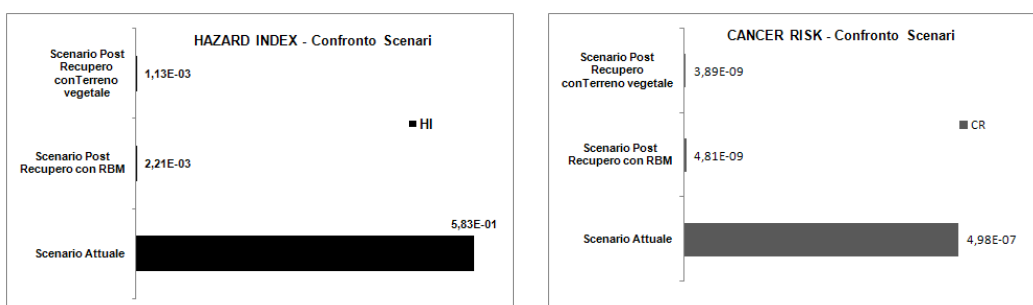 HAZARD INDEX - Confronto Scenari
Scenario Post
Recupero
conTerreno
vegetale
1,13E-03
HI
Scenario Post
Recupero con RBM
2,21E-03
5,83E-01
Scenario Attuale
CANCER RISK - Confronto Scenari
Scenario Post
Recupero
conTerreno vegetale
3,89E-09
CR
Scenario Post
Recupero con RBM
4,81E-09
Scenario Attuale
4,98E-07